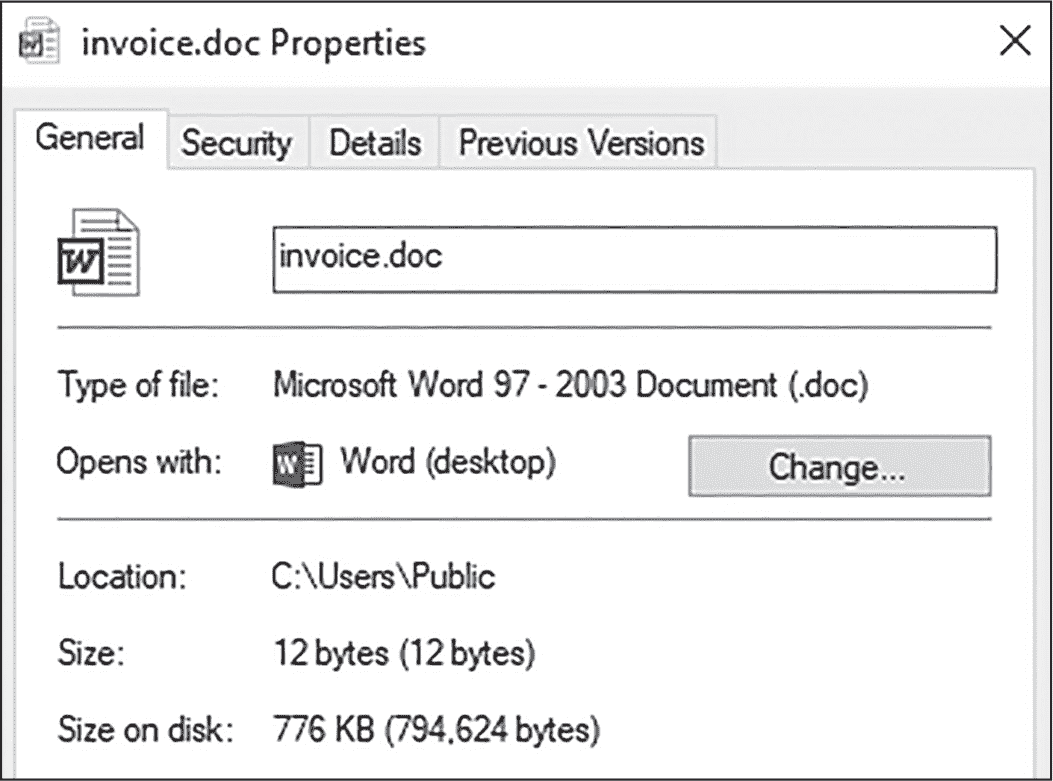 invoice.doc Properties
General Security Details Previous Versions
invoice.doc
Type of file: Microsoft Word 97 - 2003 Document (.doc)
Opens with: Word (desktop) Change...
Location: C:\Users\Public
Size: 12 bytes (12 bytes)
Size on disk: 776 KB (794,624 bytes)